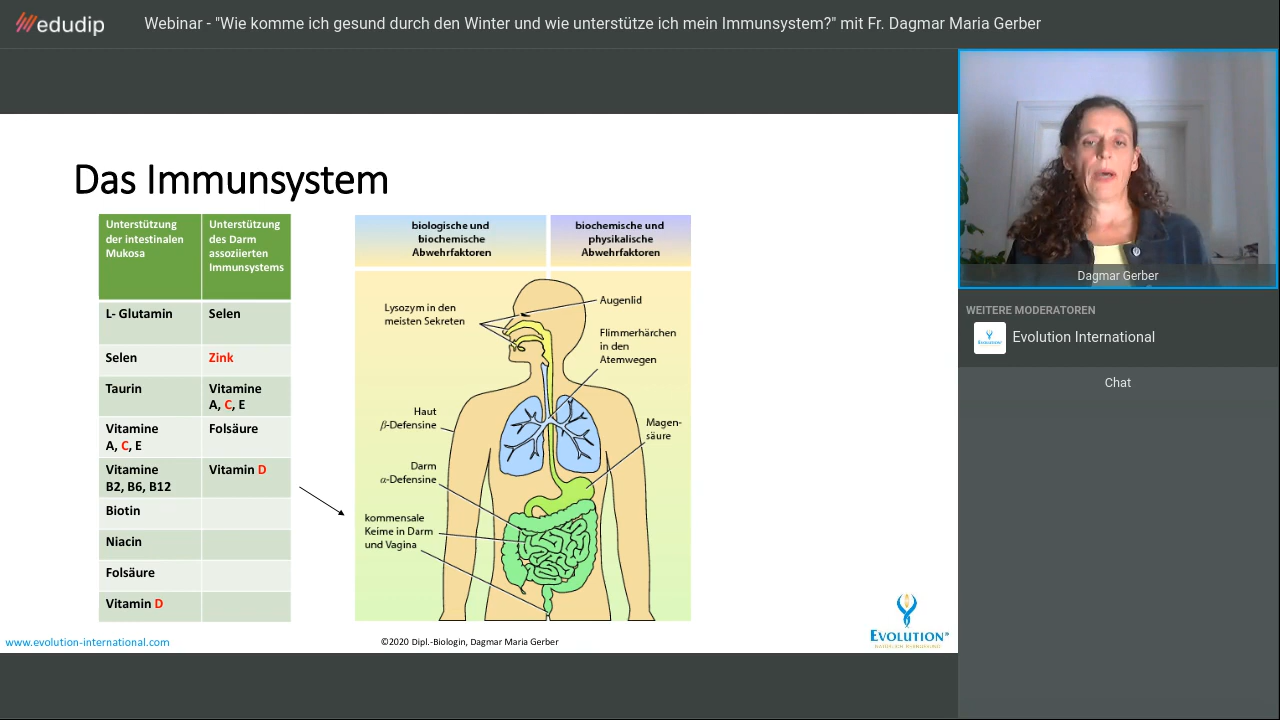 edudip
Webinar - "Wie komme ich gesund durch den Winter und wie unterstütze ich mein Immunsystem?" mit Fr. Dagmar Maria Gerber
Das Immunsystem
Unterstützung
der intestinalen
Mukosa
Unterstützung
des Darm
assoziierten
Immunsystems
L- Glutamin
Selen
Selen
Zink
Taurin
Vitamine
A, C, E
Vitamine
A, C, E
Folsäure
Vitamine
B2, B6, B12
Vitamin D
Biotin
Niacin
Folsäure
Vitamin D
biologische und
biochemische
Abwehrfaktoren
biochemische und
physikalische
Abwehrfaktoren
Lysozym in den
meisten Sekreten
Augenlid
Flimmerhärchen
in den
Atemwegen
Haut
β-Defensine
Magen-
säure
Darm
α-Defensine
kommensale
Keime in Darm
und Vagina
www.evolution-international.com
©2020 Dipl.-Biologin, Dagmar Maria Gerber
EVOLUTION®
Dagmar Gerber
WEITERE MODERATOREN
Evolution International
Chat